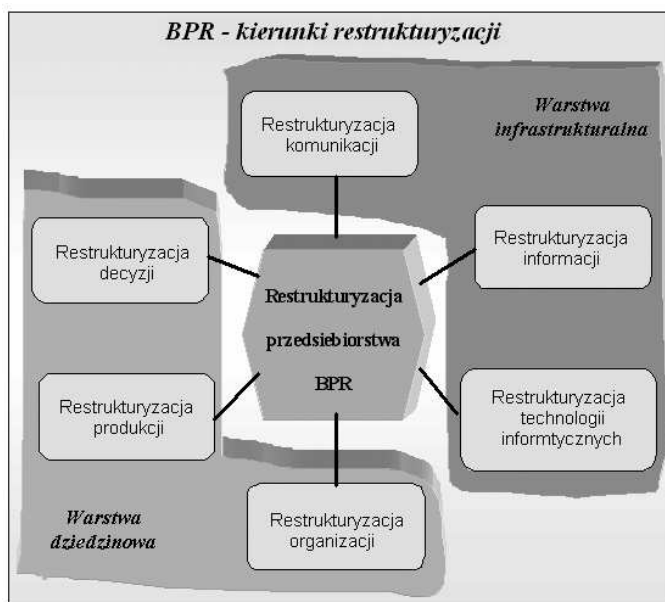 BPR - kierunki restrukturyzacji
Warstwa
infrastrukturalna
Restrukturyzacja
komunikacji
Restrukturyzacja
decyzji
Restrukturyzacja
informacji
Restrukturyzacja
przedsiebiorstwa
BPR
Restrukturyzacja
produkcji
Restrukturyzacja
technologii
informtycznych
Warstwa
dziedzinowa
Restrukturyzacja
organizacji